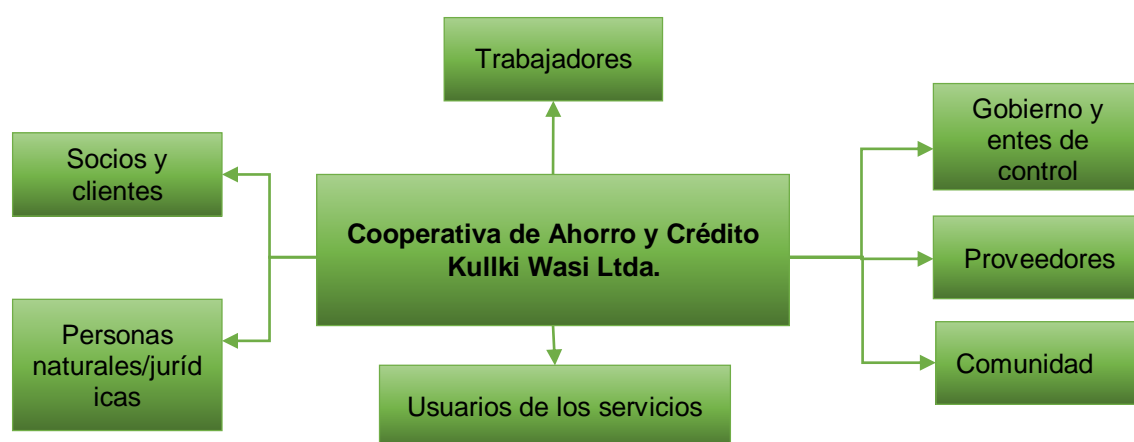 Trabajadores
Socios y
clientes
Gobierno y
entes de
control
Cooperativa de Ahorro y Crédito
Kullki Wasi Ltda.
Proveedores
Personas
naturales/juríd
icas
Comunidad
Usuarios de los servicios